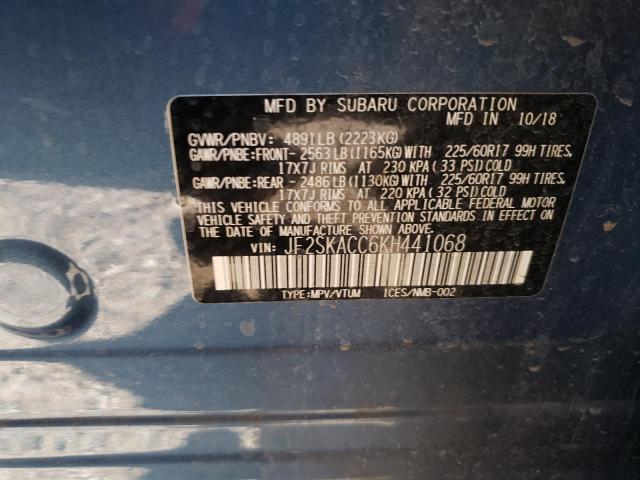 MFD BY SUBARU CORPORATION
MFD IN 10/18
GVWR/PNBV: 4891LB (2223KG)
GAWR/PNBE:FRONT- 2563LB(1165KG)WITH 225/60R17 99H TIRES,
17X7J RIMS AT 230 KPA (33 PSI)COLD
GAWR/PNBE:REAR - 2486LB(1130KG)WITH 225/60R17 99H TIRES,
17X7J RIMS AT 220 KPA (32 PSI)COLD
THIS VEHICLE CONFORMS TO ALL APPLICABLE FEDERAL MOTOR
VEHICLE SAFETY AND THEFT PREVENTION STANDARDS IN EFFECT ON
THE DATE OF MANUFACTURE SHOWN ABOVE.
VIN: JF2SKACC6KH441068
TYPE:MPV/VTUM ICES/NMB-002